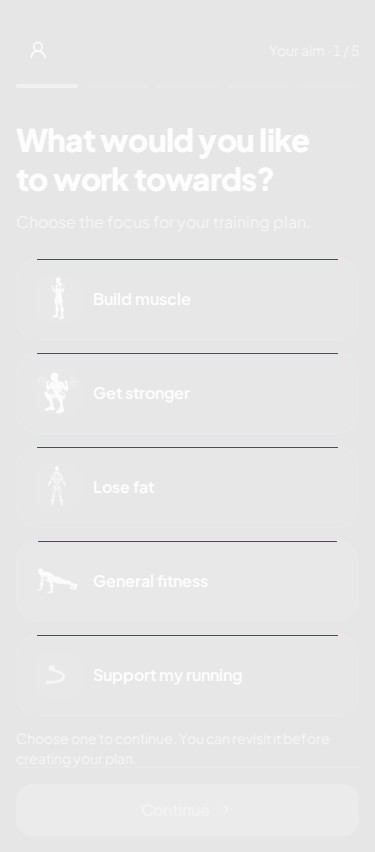 Your aim · 1 / 5
What would you like
to work towards?
Choose the focus for your training plan.
Build muscle
Get stronger
Lose fat
General fitness
Support my running
Choose one to continue. You can revisit it before
creating your plan.
Continue